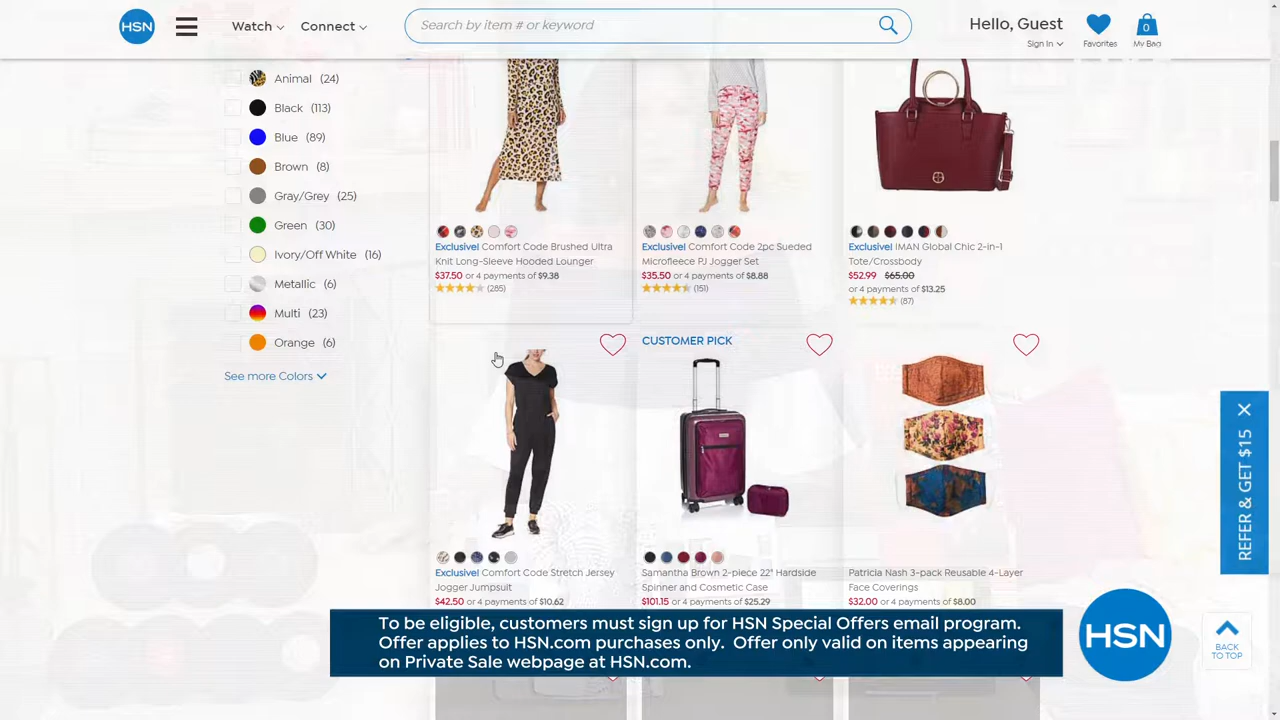 HSN
Watch
Connect
Search by item # or keyword
Hello, Guest
Sign In
Favorites
0
My Bag
Animal (24)
Black (113)
Blue (89)
Brown (8)
Gray/Grey (25)
Green (30)
Ivory/Off White (16)
Metallic (6)
Multi (23)
Orange (6)
See more Colors
Exclusive! Comfort Code Brushed Ultra
Knit Long-Sleeve Hooded Lounger
$37.50 or 4 payments of $9.38
(285)
Exclusive! Comfort Code 2pc Sueded
Microfleece PJ Jogger Set
$35.50 or 4 payments of $8.88
(151)
Exclusive! IMAN Global Chic 2-in-1
Tote/Crossbody
$52.99 $65.00
or 4 payments of $13.25
(87)
Exclusive! Comfort Code Stretch Jersey
Jogger Jumpsuit
$42.50 or 4 payments of $10.62
CUSTOMER PICK
Samantha Brown 2-piece 22" Hardside
Spinner and Cosmetic Case
$101.15 or 4 payments of $25.29
Patricia Nash 3-pack Reusable 4-Layer
Face Coverings
$32.00 or 4 payments of $8.00
REFER & GET $15
To be eligible, customers must sign up for HSN Special Offers email program.
Offer applies to HSN.com purchases only. Offer only valid on items appearing
on Private Sale webpage at HSN.com.
HSN
BACK
TO TOP